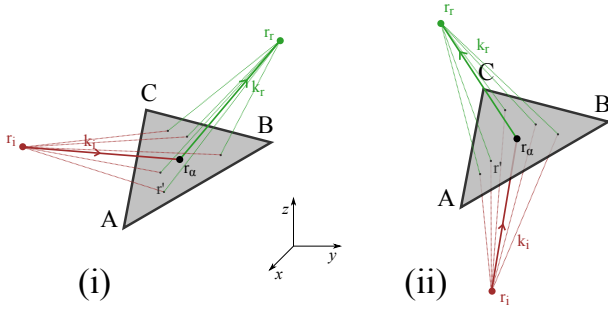 r_r
C
k_r
B
r_i
k_i
r_α
r'
A
z
y
x
(i)
r_r
k_r
C
B
r_α
r'
A
k_i
r_i
(ii)